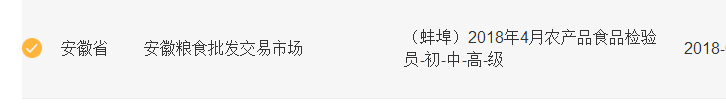 安徽省
安徽粮食批发交易市场
（蚌埠）2018年4月农产品食品检验
员-初-中-高-级
2018-